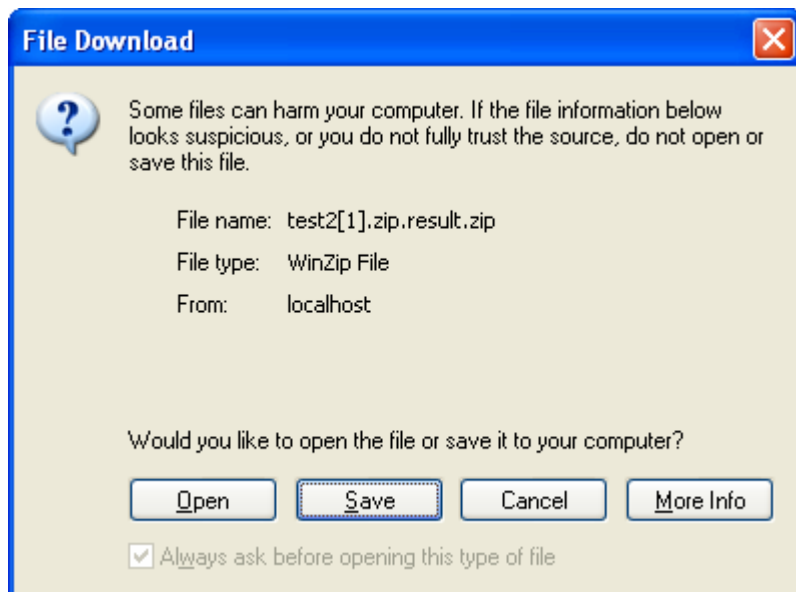 File Download
Some files can harm your computer. If the file information below
looks suspicious, or you do not fully trust the source, do not open or
save this file.
File name: test2[1].zip.result.zip
File type: WinZip File
From: localhost
Would you like to open the file or save it to your computer?
Open Save Cancel More Info
Always ask before opening this type of file